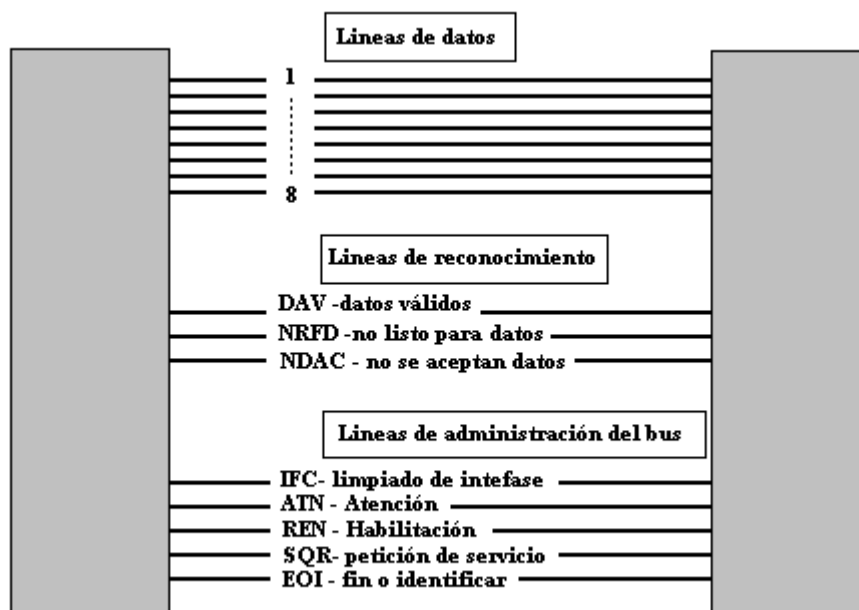 Lineas de datos
1
8
Lineas de reconocimiento
DAV -datos válidos
NRFD -no listo para datos
NDAC - no se aceptan datos
Lineas de administración del bus
IFC- limpiado de intefase
ATN - Atención
REN - Habilitación
SQR- petición de servicio
EOI - fin o identificar